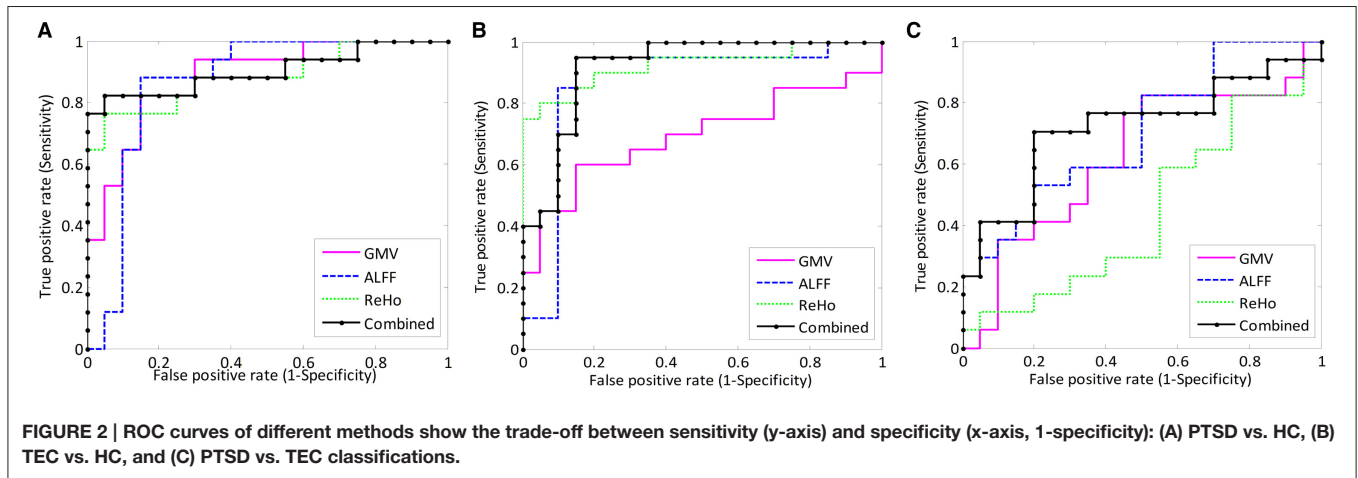 A
B
C
1
0.8
0.6
0.4
0.2
0
True positive rate (Sensitivity)
GMV
ALFF
ReHo
Combined
0 0.2 0.4 0.6 0.8 1
False positive rate (1-Specificity)
1
0.8
0.6
0.4
0.2
0
True positive rate (Sensitivity)
GMV
ALFF
ReHo
Combined
0 0.2 0.4 0.6 0.8 1
False positive rate (1-Specificity)
1
0.8
0.6
0.4
0.2
0
True positive rate (Sensitivity)
GMV
ALFF
ReHo
Combined
0 0.2 0.4 0.6 0.8 1
False positive rate (1-Specificity)
FIGURE 2 | ROC curves of different methods show the trade-off between sensitivity (y-axis) and specificity (x-axis, 1-specificity): (A) PTSD vs. HC, (B)
TEC vs. HC, and (C) PTSD vs. TEC classifications.